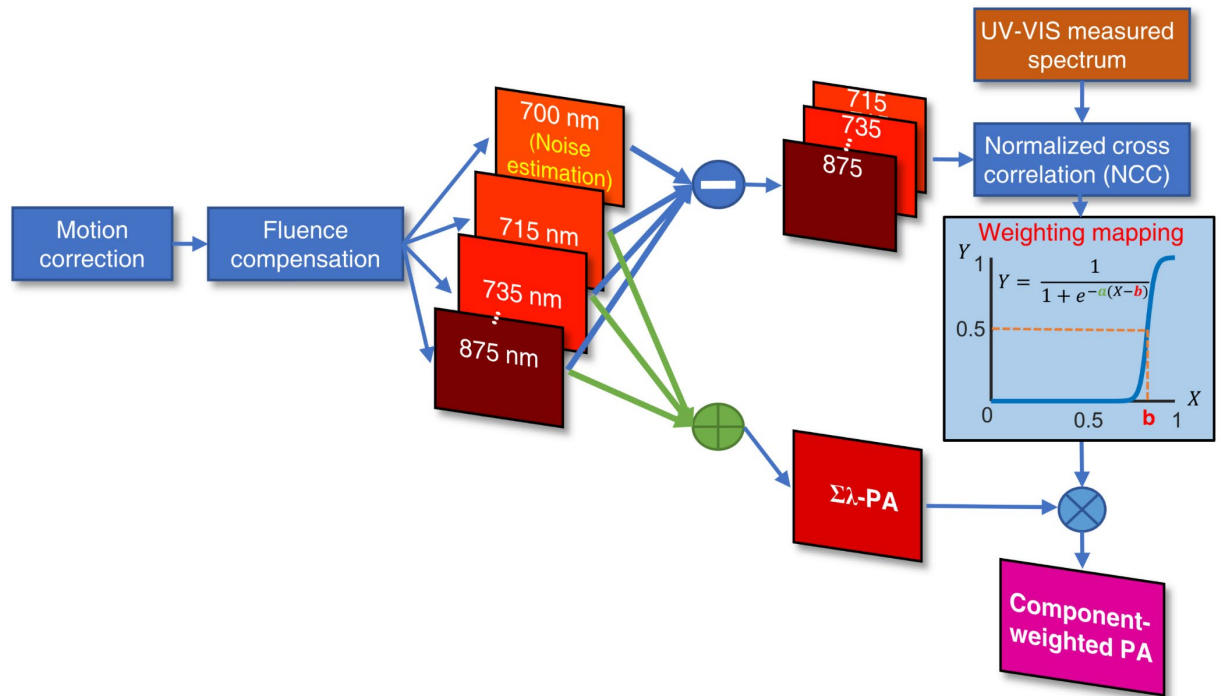 UV-VIS measured
spectrum
700 nm
(Noise
estimation)
715 nm
735 nm
875 nm
715
735
875
Normalized cross
correlation (NCC)
Motion
correction
Fluence
compensation
Weighting mapping
Y
1
Y = 1 / (1 + e^{-a(X-b)})
0.5
0
0.5
b
1
X
Σλ-PA
Component-
weighted PA